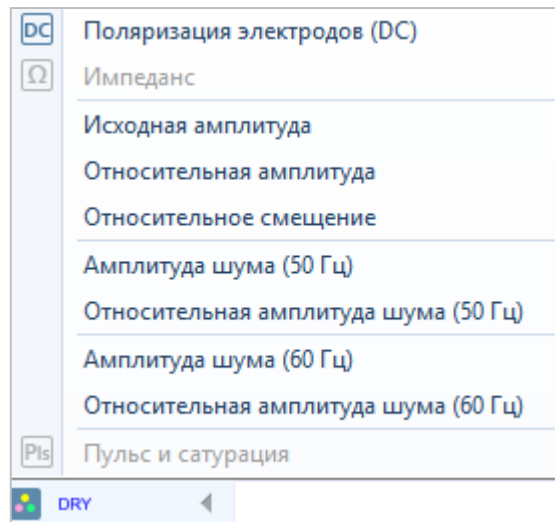 DC Поляризация электродов (DC)
Ω Импеданс
Исходная амплитуда
Относительная амплитуда
Относительное смещение
Амплитуда шума (50 Гц)
Относительная амплитуда шума (50 Гц)
Амплитуда шума (60 Гц)
Относительная амплитуда шума (60 Гц)
Pls Пульс и сатурация
DRY